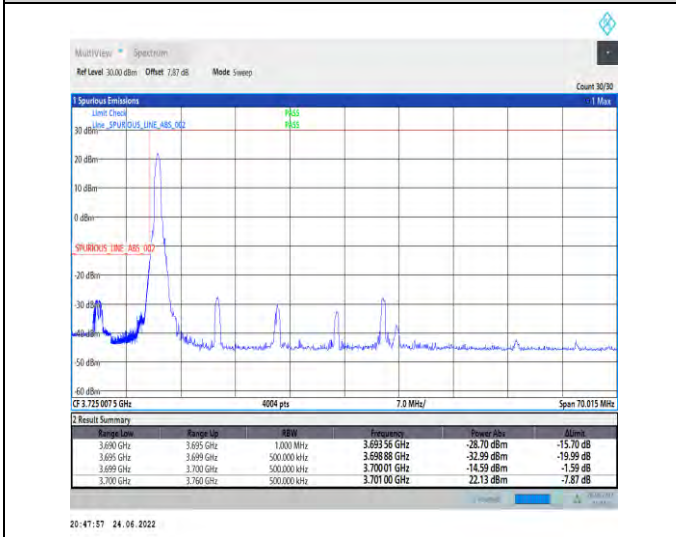 MultiView Spectrum
Ref Level 30.00 dBm Offset 7.87 dB Mode Sweep
Count 30/30
1 Spurious Emissions 1 Max
Limit Check PASS
Line _SPURIOUS_LINE_ABS_002 PASS
30 dBm
20 dBm
10 dBm
0 dBm
_SPURIOUS_LINE_ABS_002
-20 dBm
-30 dBm
-50 dBm
-60 dBm
CF 3.725 007 5 GHz 4004 pts 7.0 MHz/ Span 70.015 MHz
2 Result Summary
Range Low Range Up RBW Frequency Power Abs ΔLimit
3.690 GHz 3.695 GHz 1.000 MHz 3.693 56 GHz -28.70 dBm -15.70 dB
3.695 GHz 3.699 GHz 500.000 kHz 3.698 88 GHz -32.99 dBm -19.99 dB
3.699 GHz 3.700 GHz 500.000 kHz 3.700 01 GHz -14.59 dBm -1.59 dB
3.700 GHz 3.760 GHz 500.000 kHz 3.701 00 GHz 22.13 dBm -7.87 dB
20:47:57 24.06.2022